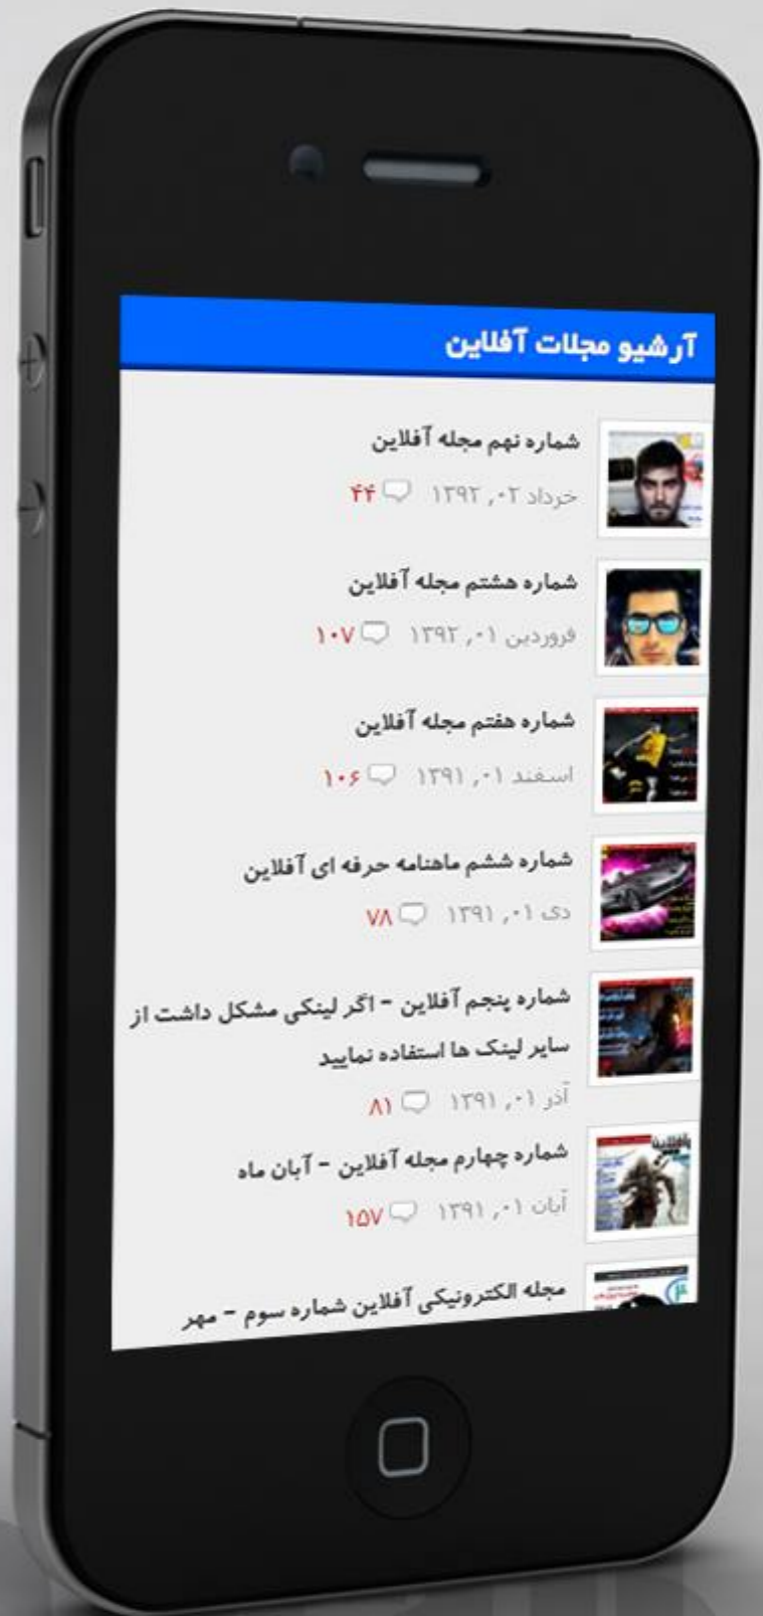 آرشیو مجلات آفلاین
شماره نهم مجله آفلاین
خرداد ۰۲, ۱۳۹۲ ۴۴
شماره هشتم مجله آفلاین
فروردین ۰۱, ۱۳۹۲ ۱۰۷
شماره هفتم مجله آفلاین
اسفند ۰۱, ۱۳۹۱ ۱۰۶
شماره ششم ماهنامه حرفه ای آفلاین
دی ۰۱, ۱۳۹۱ ۷۸
شماره پنجم آفلاین - اگر لینکی مشکل داشت از
سایر لینک ها استفاده نمایید
آذر ۰۱, ۱۳۹۱ ۸۱
شماره چهارم مجله آفلاین - آبان ماه
آبان ۰۱, ۱۳۹۱ ۱۵۷
مجله الکترونیکی آفلاین شماره سوم - مهر